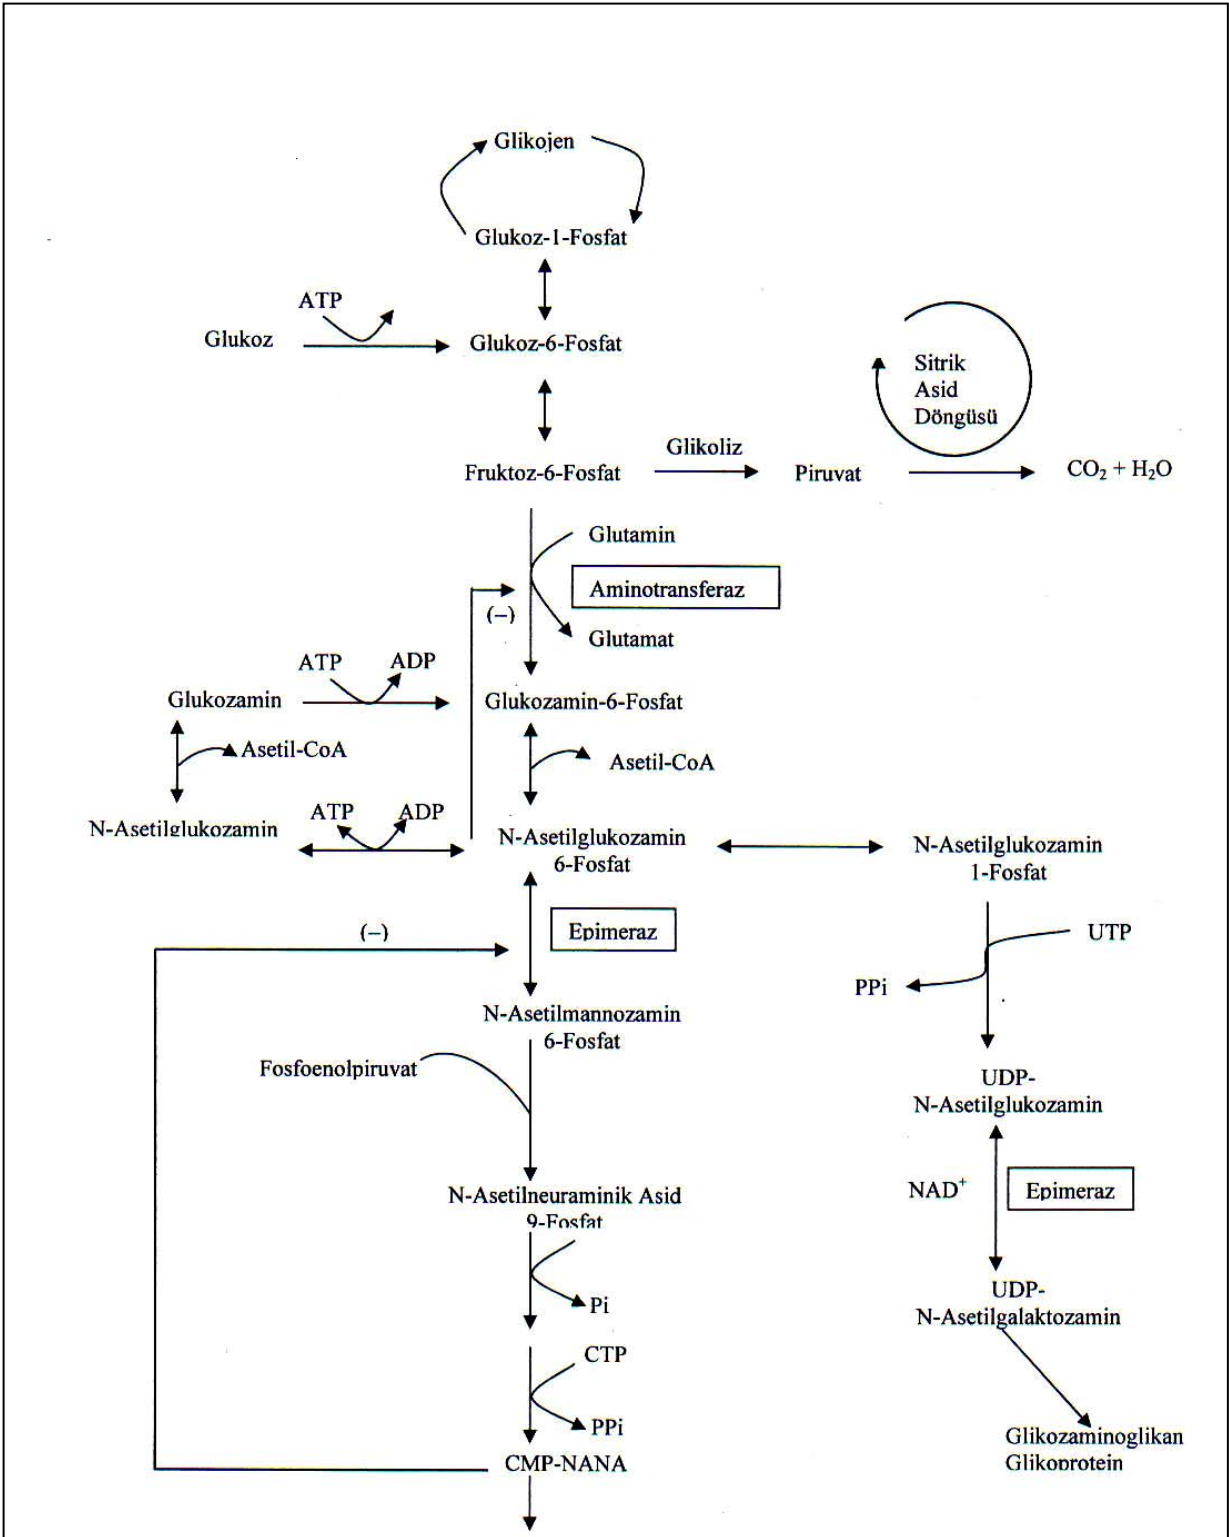 Glikojen
Glukoz-1-Fosfat
ATP
Glukoz
Glukoz-6-Fosfat
Sitrik
Asid
Döngüsü
Fruktoz-6-Fosfat
Glikoliz
Piruvat
CO₂ + H₂O
Glutamin
Aminotransferaz
(–)
Glutamat
ATP
ADP
Glukozamin
Glukozamin-6-Fosfat
Asetil-CoA
Asetil-CoA
N-Asetilglukozamin
ATP
ADP
N-Asetilglukozamin
6-Fosfat
N-Asetilglukozamin
1-Fosfat
(–)
Epimeraz
UTP
PPi
N-Asetilmannozamin
6-Fosfat
Fosfoenolpiruvat
UDP-
N-Asetilglukozamin
NAD⁺
Epimeraz
N-Asetilneuraminik Asid
9-Fosfat
Pi
UDP-
N-Asetilgalaktozamin
CTP
PPi
CMP-NANA
Glikozaminoglikan
Glikoprotein